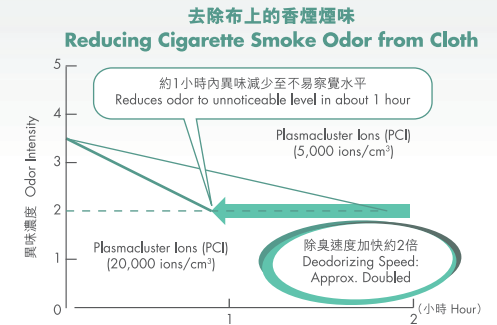 去除布上的香煙煙味
Reducing Cigarette Smoke Odor from Cloth
5
約1小時內異味減少至不易察覺水平
Reduces odor to unnoticeable level in about 1 hour
4
Plasmacluster Ions (PCI)
(5,000 ions/cm³)
3
異味濃度 Odor Intensity
2
Plasmacluster Ions (PCI)
(20,000 ions/cm³)
除臭速度加快約2倍
Deodorizing Speed:
Approx. Doubled
1
0
1
2
(小時 Hour)